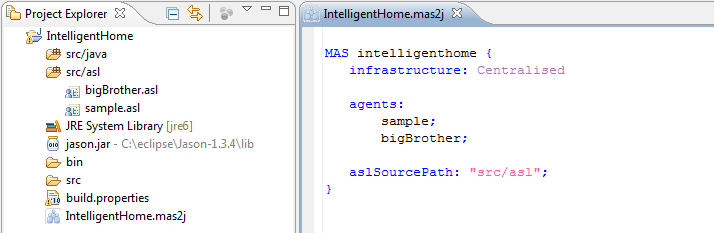 Project Explorer
IntelligentHome
src/java
src/asl
bigBrother.asl
sample.asl
JRE System Library [jre6]
jason.jar - C:\eclipse\Jason-1.3.4\lib
bin
src
build.properties
IntelligentHome.mas2j
IntelligentHome.mas2j
MAS intelligenthome {
infrastructure: Centralised
agents:
sample;
bigBrother;
aslSourcePath: "src/asl";
}